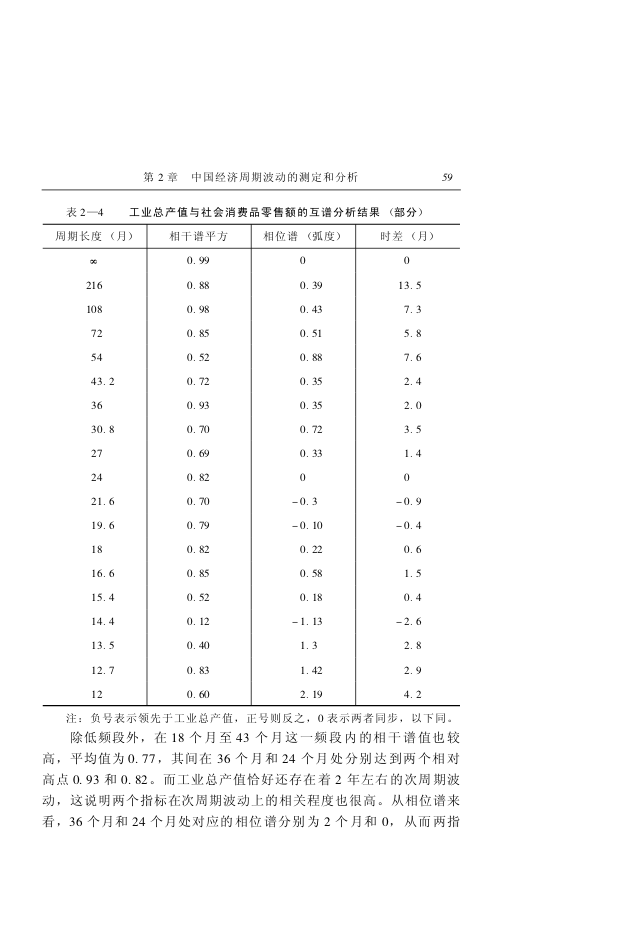 第 2 章　中国经济周期波动的测定和分析　59
表 2—4　工业总产值与社会消费品零售额的互谱分析结果（部分）
周期长度（月）　相干谱平方　相位谱（弧度）　时差（月）
∞　0.99　0　0
216　0.88　0.39　13.5
108　0.98　0.43　7.3
72　0.85　0.51　5.8
54　0.52　0.88　7.6
43.2　0.72　0.35　2.4
36　0.93　0.35　2.0
30.8　0.70　0.72　3.5
27　0.69　0.33　1.4
24　0.82　0　0
21.6　0.70　−0.3　−0.9
19.6　0.79　−0.10　−0.4
18　0.82　0.22　0.6
16.6　0.85　0.58　1.5
15.4　0.52　0.18　0.4
14.4　0.12　−1.13　−2.6
13.5　0.40　1.3　2.8
12.7　0.83　1.42　2.9
12　0.60　2.19　4.2
注：负号表示领先于工业总产值，正号则反之，0 表示两者同步，以下同。
除低频段外，在 18 个月至 43 个月这一频段内的相干谱值也较
高，平均值为 0.77，其间在 36 个月和 24 个月处分别达到两个相对
高点 0.93 和 0.82。而工业总产值恰好还存在着 2 年左右的次周期波
动，这说明两个指标在次周期波动上的相关程度也很高。从相位谱来
看，36 个月和 24 个月处对应的相位谱分别为 2 个月和 0，从而两指